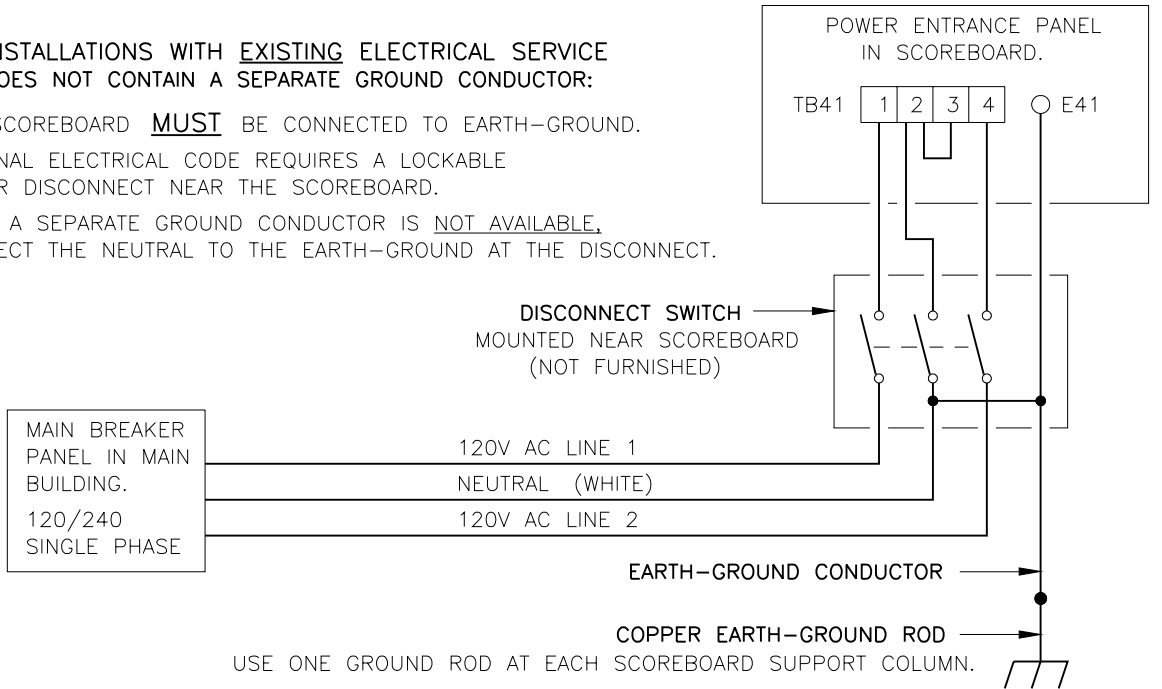 NSTALLATIONS WITH EXISTING ELECTRICAL SERVICE
OES NOT CONTAIN A SEPARATE GROUND CONDUCTOR:
SCOREBOARD MUST BE CONNECTED TO EARTH-GROUND.
NAL ELECTRICAL CODE REQUIRES A LOCKABLE
R DISCONNECT NEAR THE SCOREBOARD.
A SEPARATE GROUND CONDUCTOR IS NOT AVAILABLE,
ECT THE NEUTRAL TO THE EARTH-GROUND AT THE DISCONNECT.
POWER ENTRANCE PANEL
IN SCOREBOARD.
TB41 1 2 3 4 E41
DISCONNECT SWITCH
MOUNTED NEAR SCOREBOARD
(NOT FURNISHED)
MAIN BREAKER
PANEL IN MAIN
BUILDING.
120/240
SINGLE PHASE
120V AC LINE 1
NEUTRAL (WHITE)
120V AC LINE 2
EARTH-GROUND CONDUCTOR
COPPER EARTH-GROUND ROD
USE ONE GROUND ROD AT EACH SCOREBOARD SUPPORT COLUMN.